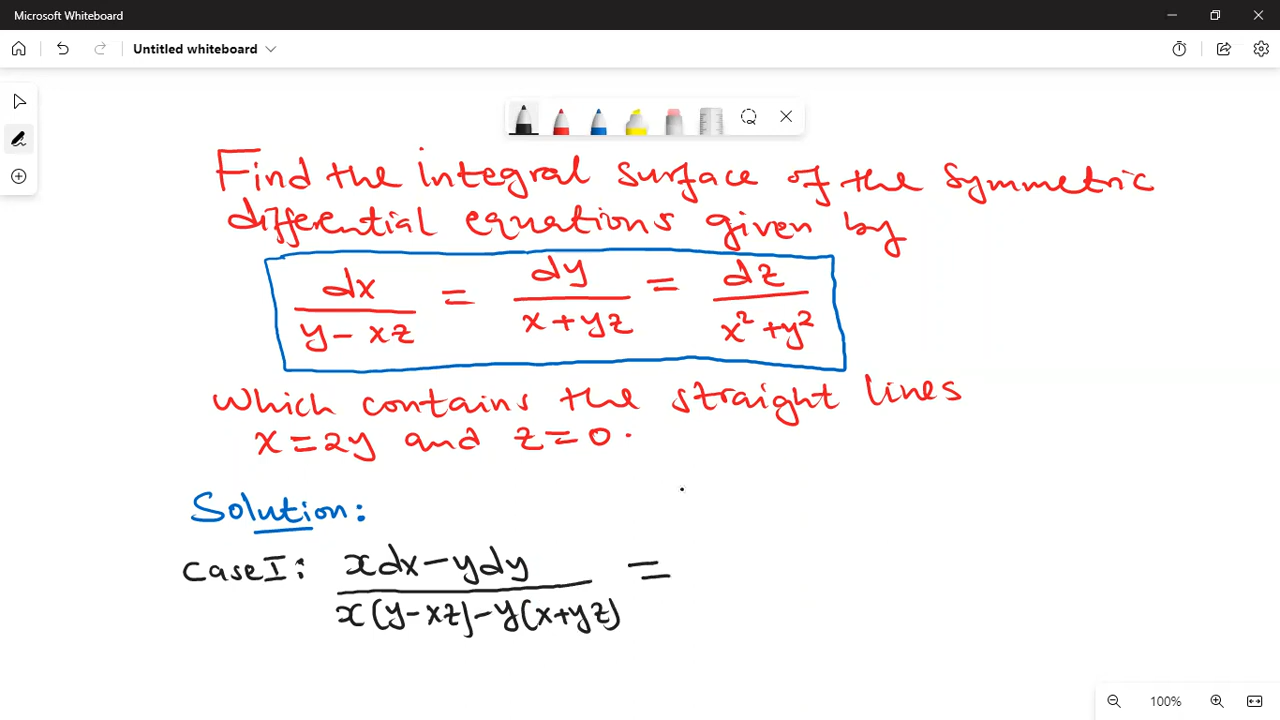 Microsoft Whiteboard
Untitled whiteboard
Find the integral surface of the symmetric
differential equations given by
dx/(y - xz) = dy/(x + yz) = dz/(x² + y²)
which contains the straight lines
x = 2y and z = 0.
Solution:
case I: (xdx - ydy)/(x(y - xz) - y(x + yz)) =
100%